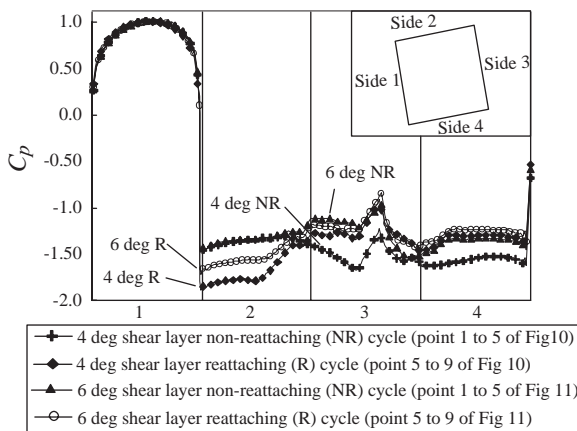 1.00
0.50
0.0
-0.50
-1.0
-1.5
-2.0
Cp
Side 2
Side 1
Side 3
Side 4
6 deg NR
4 deg NR
6 deg R
4 deg R
1 2 3 4
4 deg shear layer non-reattaching (NR) cycle (point 1 to 5 of Fig10)
4 deg shear layer reattaching (R) cycle (point 5 to 9 of Fig 10)
6 deg shear layer non-reattaching (NR) cycle (point 1 to 5 of Fig 11)
6 deg shear layer reattaching (R) cycle (point 5 to 9 of Fig 11)